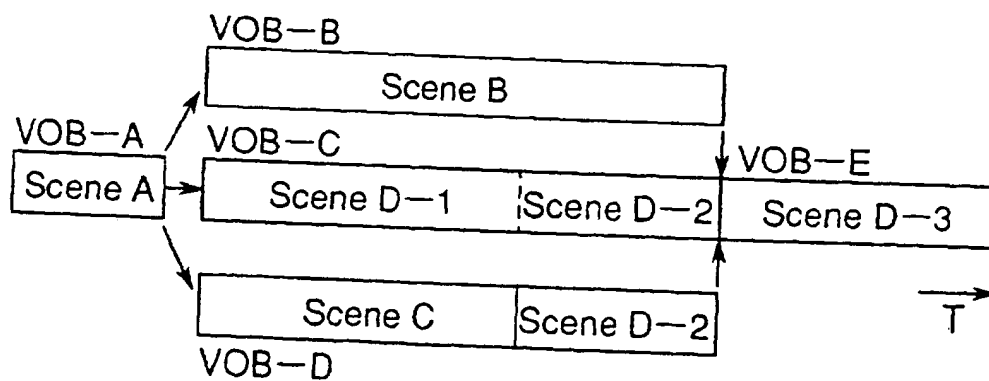 VOB—B
Scene B
VOB—A
Scene A
VOB—C
Scene D—1
Scene D—2
VOB—E
Scene D—3
Scene C
Scene D—2
VOB—D
T